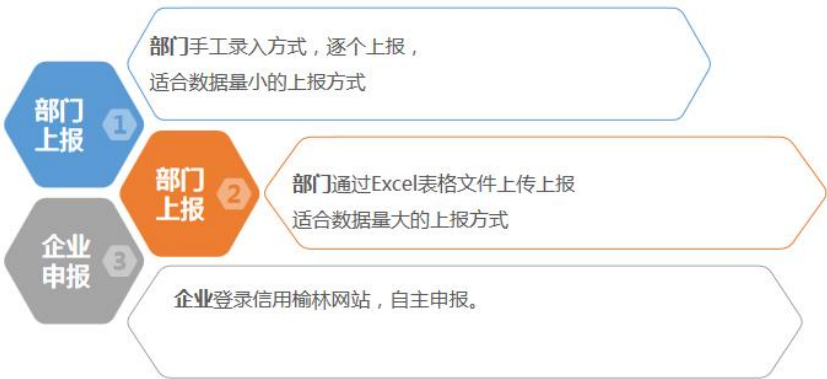 部门手工录入方式，逐个上报，
适合数据量小的上报方式
部门
上报
1
部门
上报
2
部门通过Excel表格文件上传上报
适合数据量大的上报方式
企业
申报
3
企业登录信用榆林网站，自主申报。